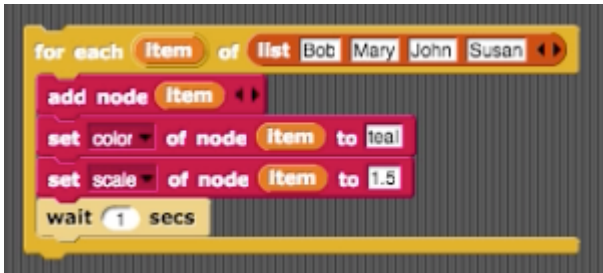 for each item of list Bob Mary John Susan
add node item
set color of node item to teal
set scale of node item to 1.5
wait 1 secs